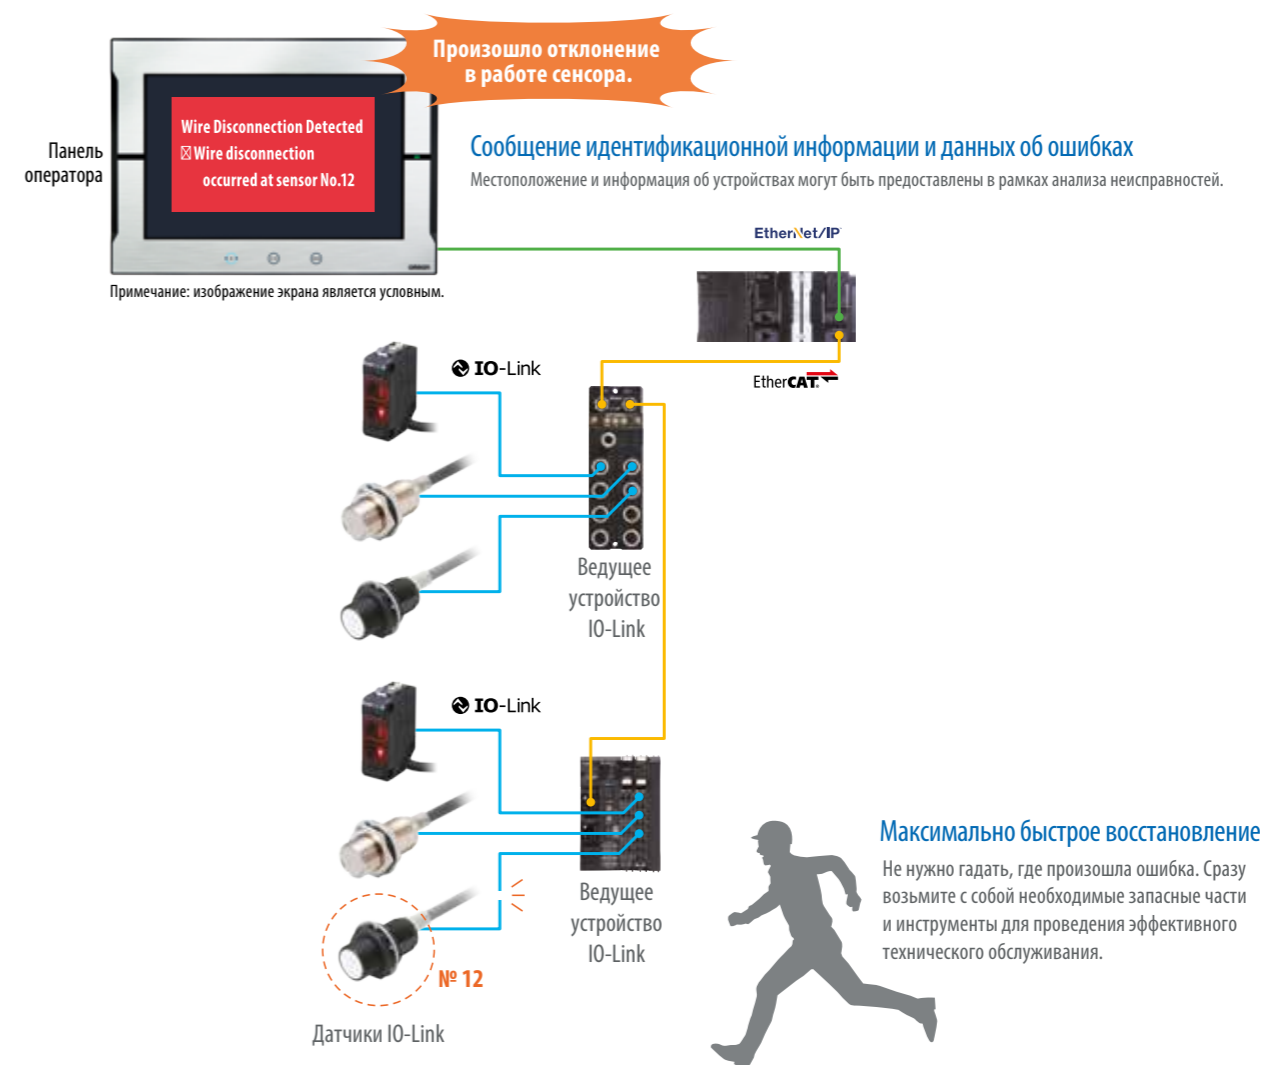 Произошло отклонение
в работе сенсора.
Wire Disconnection Detected
Wire disconnection
occurred at sensor No.12
Панель
оператора
Сообщение идентификационной информации и данных об ошибках
Местоположение и информация об устройствах могут быть предоставлены в рамках анализа неисправностей.
EtherNet/IP
OMRON
Примечание: изображение экрана является условным.
IO-Link
EtherCAT
Ведущее
устройство
IO-Link
IO-Link
Максимально быстрое восстановление
Не нужно гадать, где произошла ошибка. Сразу
возьмите с собой необходимые запасные части
и инструменты для проведения эффективного
технического обслуживания.
Ведущее
устройство
IO-Link
№ 12
Датчики IO-Link